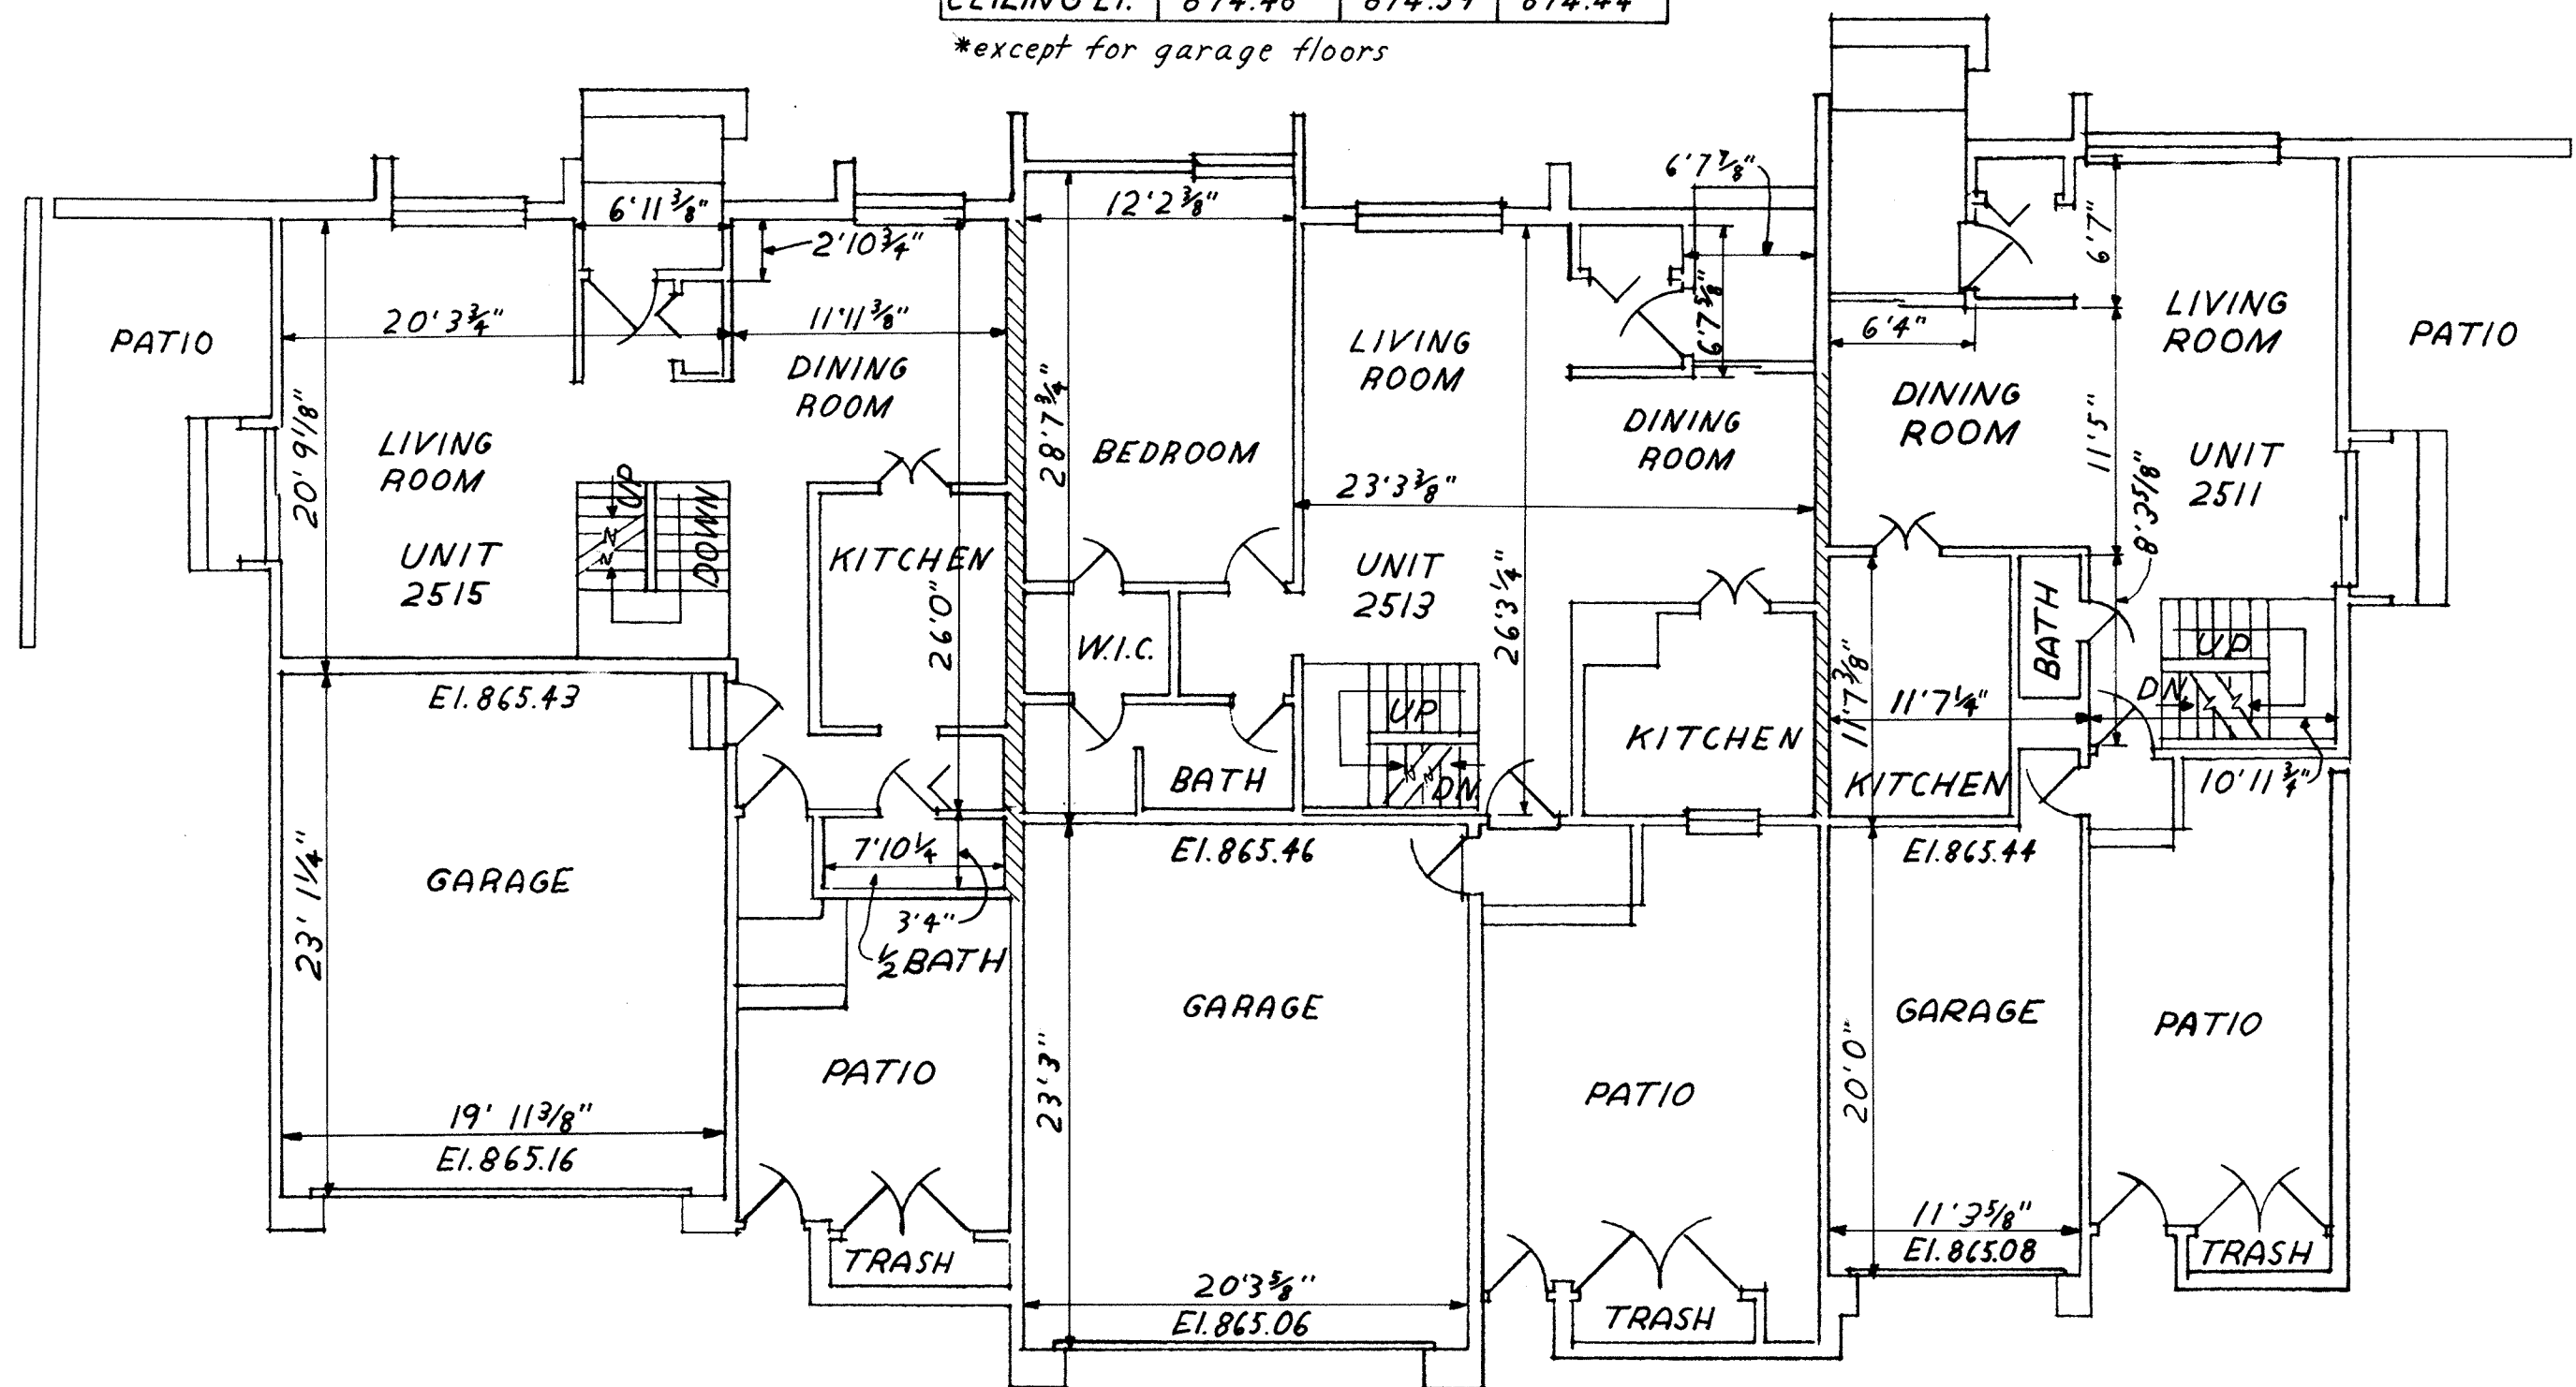 CEILING El. 874.46 874.54 874.44
*except for garage floors
6'11 3/8"
2'10 3/4"
20'3 3/4"
11'11 3/8"
PATIO
DINING
ROOM
20' 9 1/8"
LIVING
ROOM
UP
DOWN
UNIT
2515
KITCHEN
26'0"
El. 865.43
23' 1 1/4"
GARAGE
7'10 1/4
3'4"
1/2 BATH
PATIO
19' 11 3/8"
El. 865.16
TRASH
12'2 3/8"
28'7 3/4"
BEDROOM
W.I.C.
BATH
6'7 7/8"
6'7 5/8"
LIVING
ROOM
DINING
ROOM
23'3 3/8"
UNIT
2513
26'3 1/4"
UP
DN.
KITCHEN
El. 865.46
GARAGE
23'3"
PATIO
20'3 5/8"
El. 865.06
TRASH
6'7"
LIVING
ROOM
PATIO
6'4"
DINING
ROOM
11'5"
UNIT
2511
8'3 5/8"
BATH
UP
DN.
11'7 3/8"
11'7 1/4"
KITCHEN
10'11 3/4"
El. 865.44
GARAGE
PATIO
20'0"
11'3 5/8"
El. 865.08
TRASH